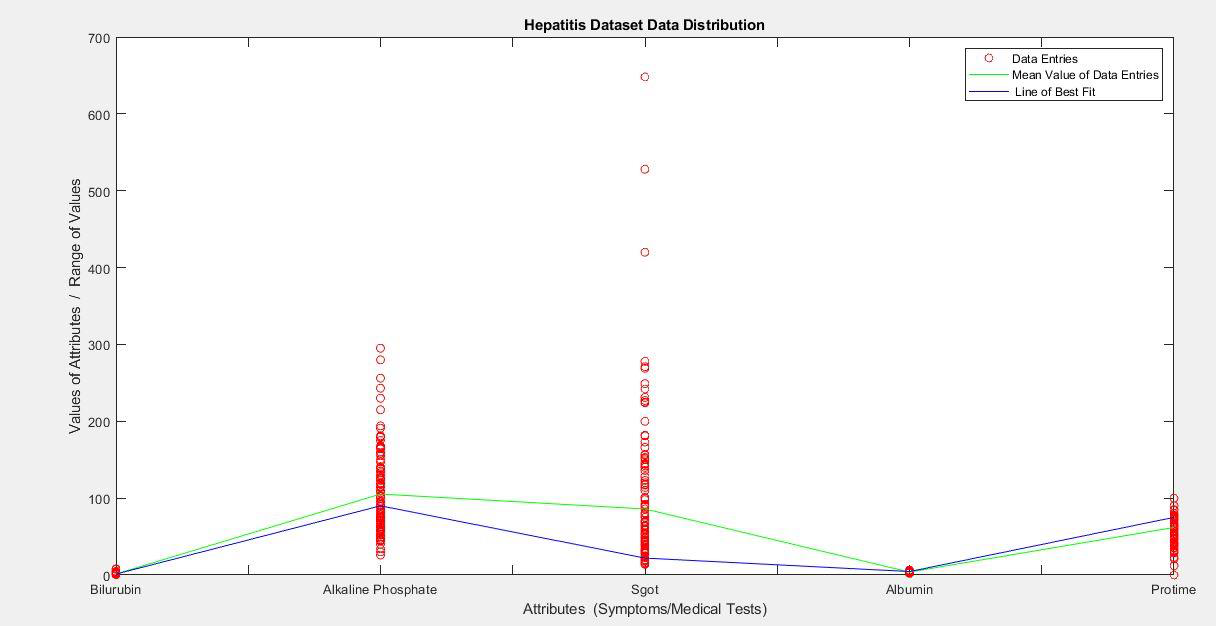 Hepatitis Dataset Data Distribution
700
600
500
400
300
200
100
0
Values of Attributes / Range of Values
Data Entries
Mean Value of Data Entries
Line of Best Fit
Bilurubin Alkaline Phosphate Sgot Albumin Protime
Attributes (Symptoms/Medical Tests)